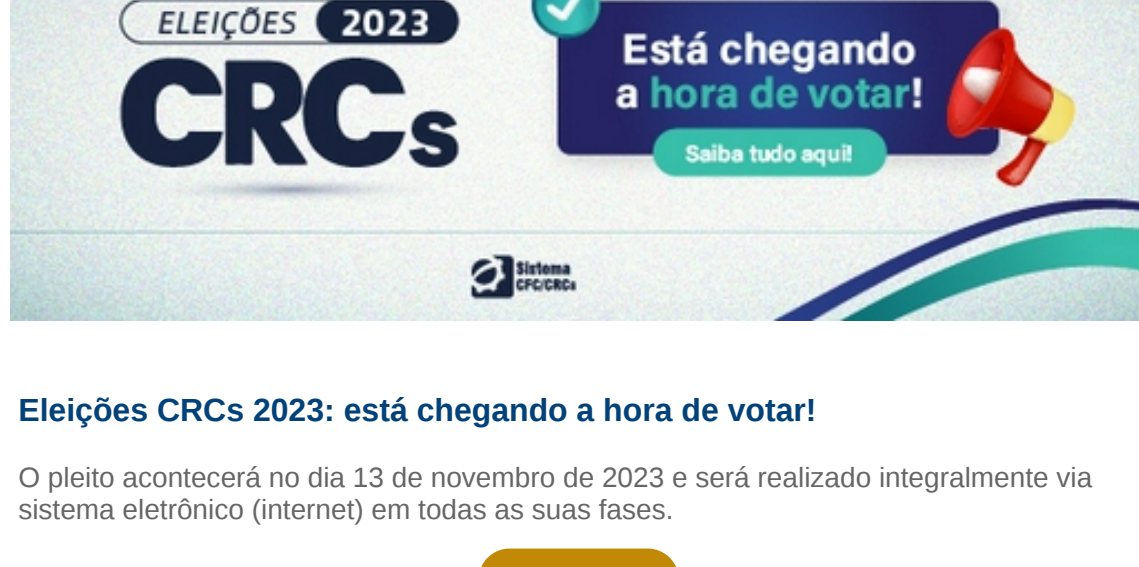 ELEIÇÕES 2023
CRCs
Está chegando
a hora de votar!
Saiba tudo aqui!
Sistema
CFC/CRCs
Eleições CRCs 2023: está chegando a hora de votar!
O pleito acontecerá no dia 13 de novembro de 2023 e será realizado integralmente via
sistema eletrônico (internet) em todas as suas fases.